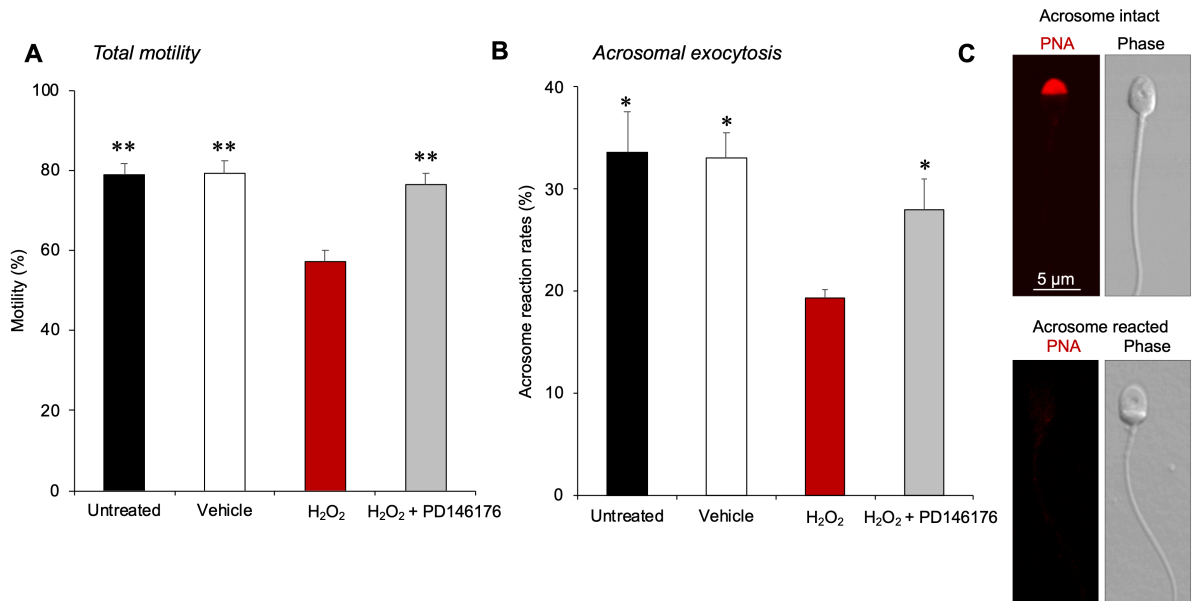 A Total motility
Motility (%)
100
80
60
40
20
0
** ** **
Untreated Vehicle H₂O₂ H₂O₂ + PD146176
B Acrosomal exocytosis
Acrosome reaction rates (%)
40
30
20
10
0
* * *
Untreated Vehicle H₂O₂ H₂O₂ + PD146176
C
Acrosome intact
PNA Phase
5 µm
Acrosome reacted
PNA Phase